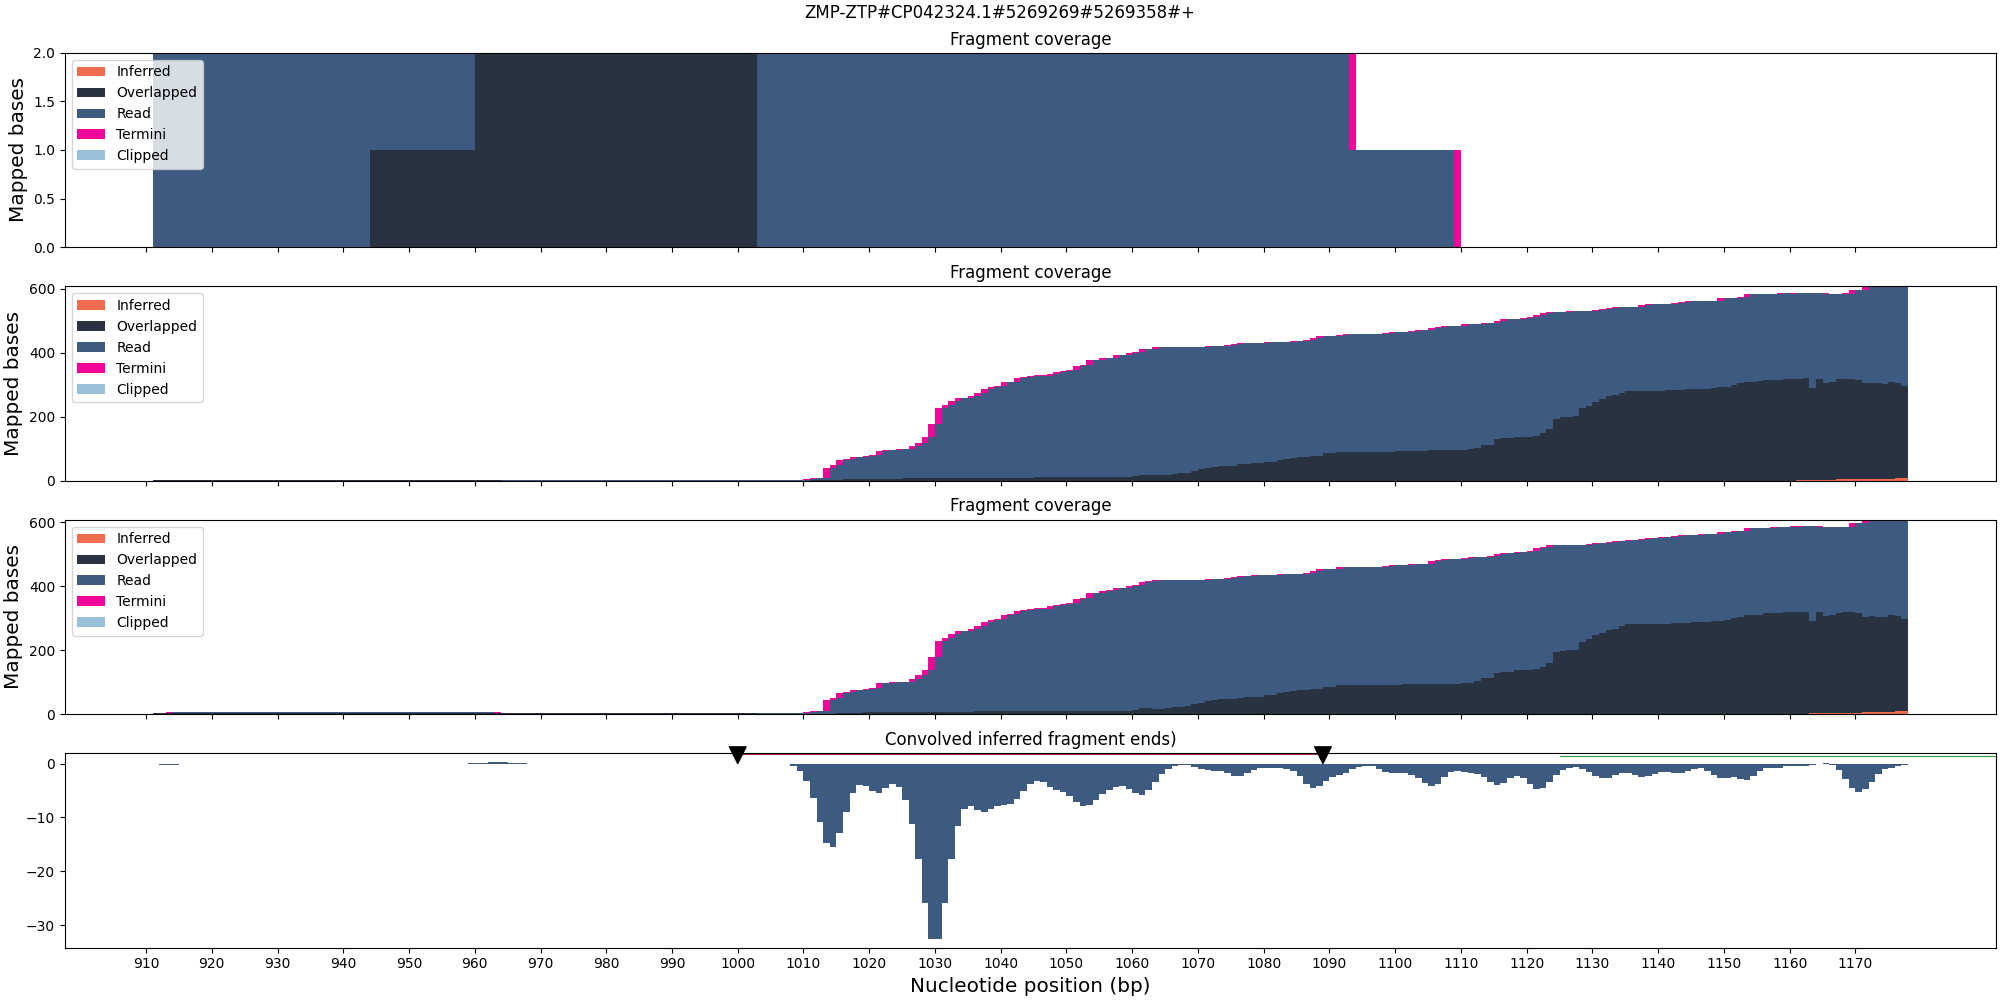 ZMP-ZTP#CP042324.1#5269269#5269358#+
Fragment coverage
Mapped bases
2.0
1.5
1.0
0.5
0.0
Inferred
Overlapped
Read
Termini
Clipped
Fragment coverage
Mapped bases
600
400
200
0
Inferred
Overlapped
Read
Termini
Clipped
Fragment coverage
Mapped bases
600
400
200
0
Inferred
Overlapped
Read
Termini
Clipped
Convolved inferred fragment ends)
0
−10
−20
−30
910 920 930 940 950 960 970 980 990 1000 1010 1020 1030 1040 1050 1060 1070 1080 1090 1100 1110 1120 1130 1140 1150 1160 1170
Nucleotide position (bp)